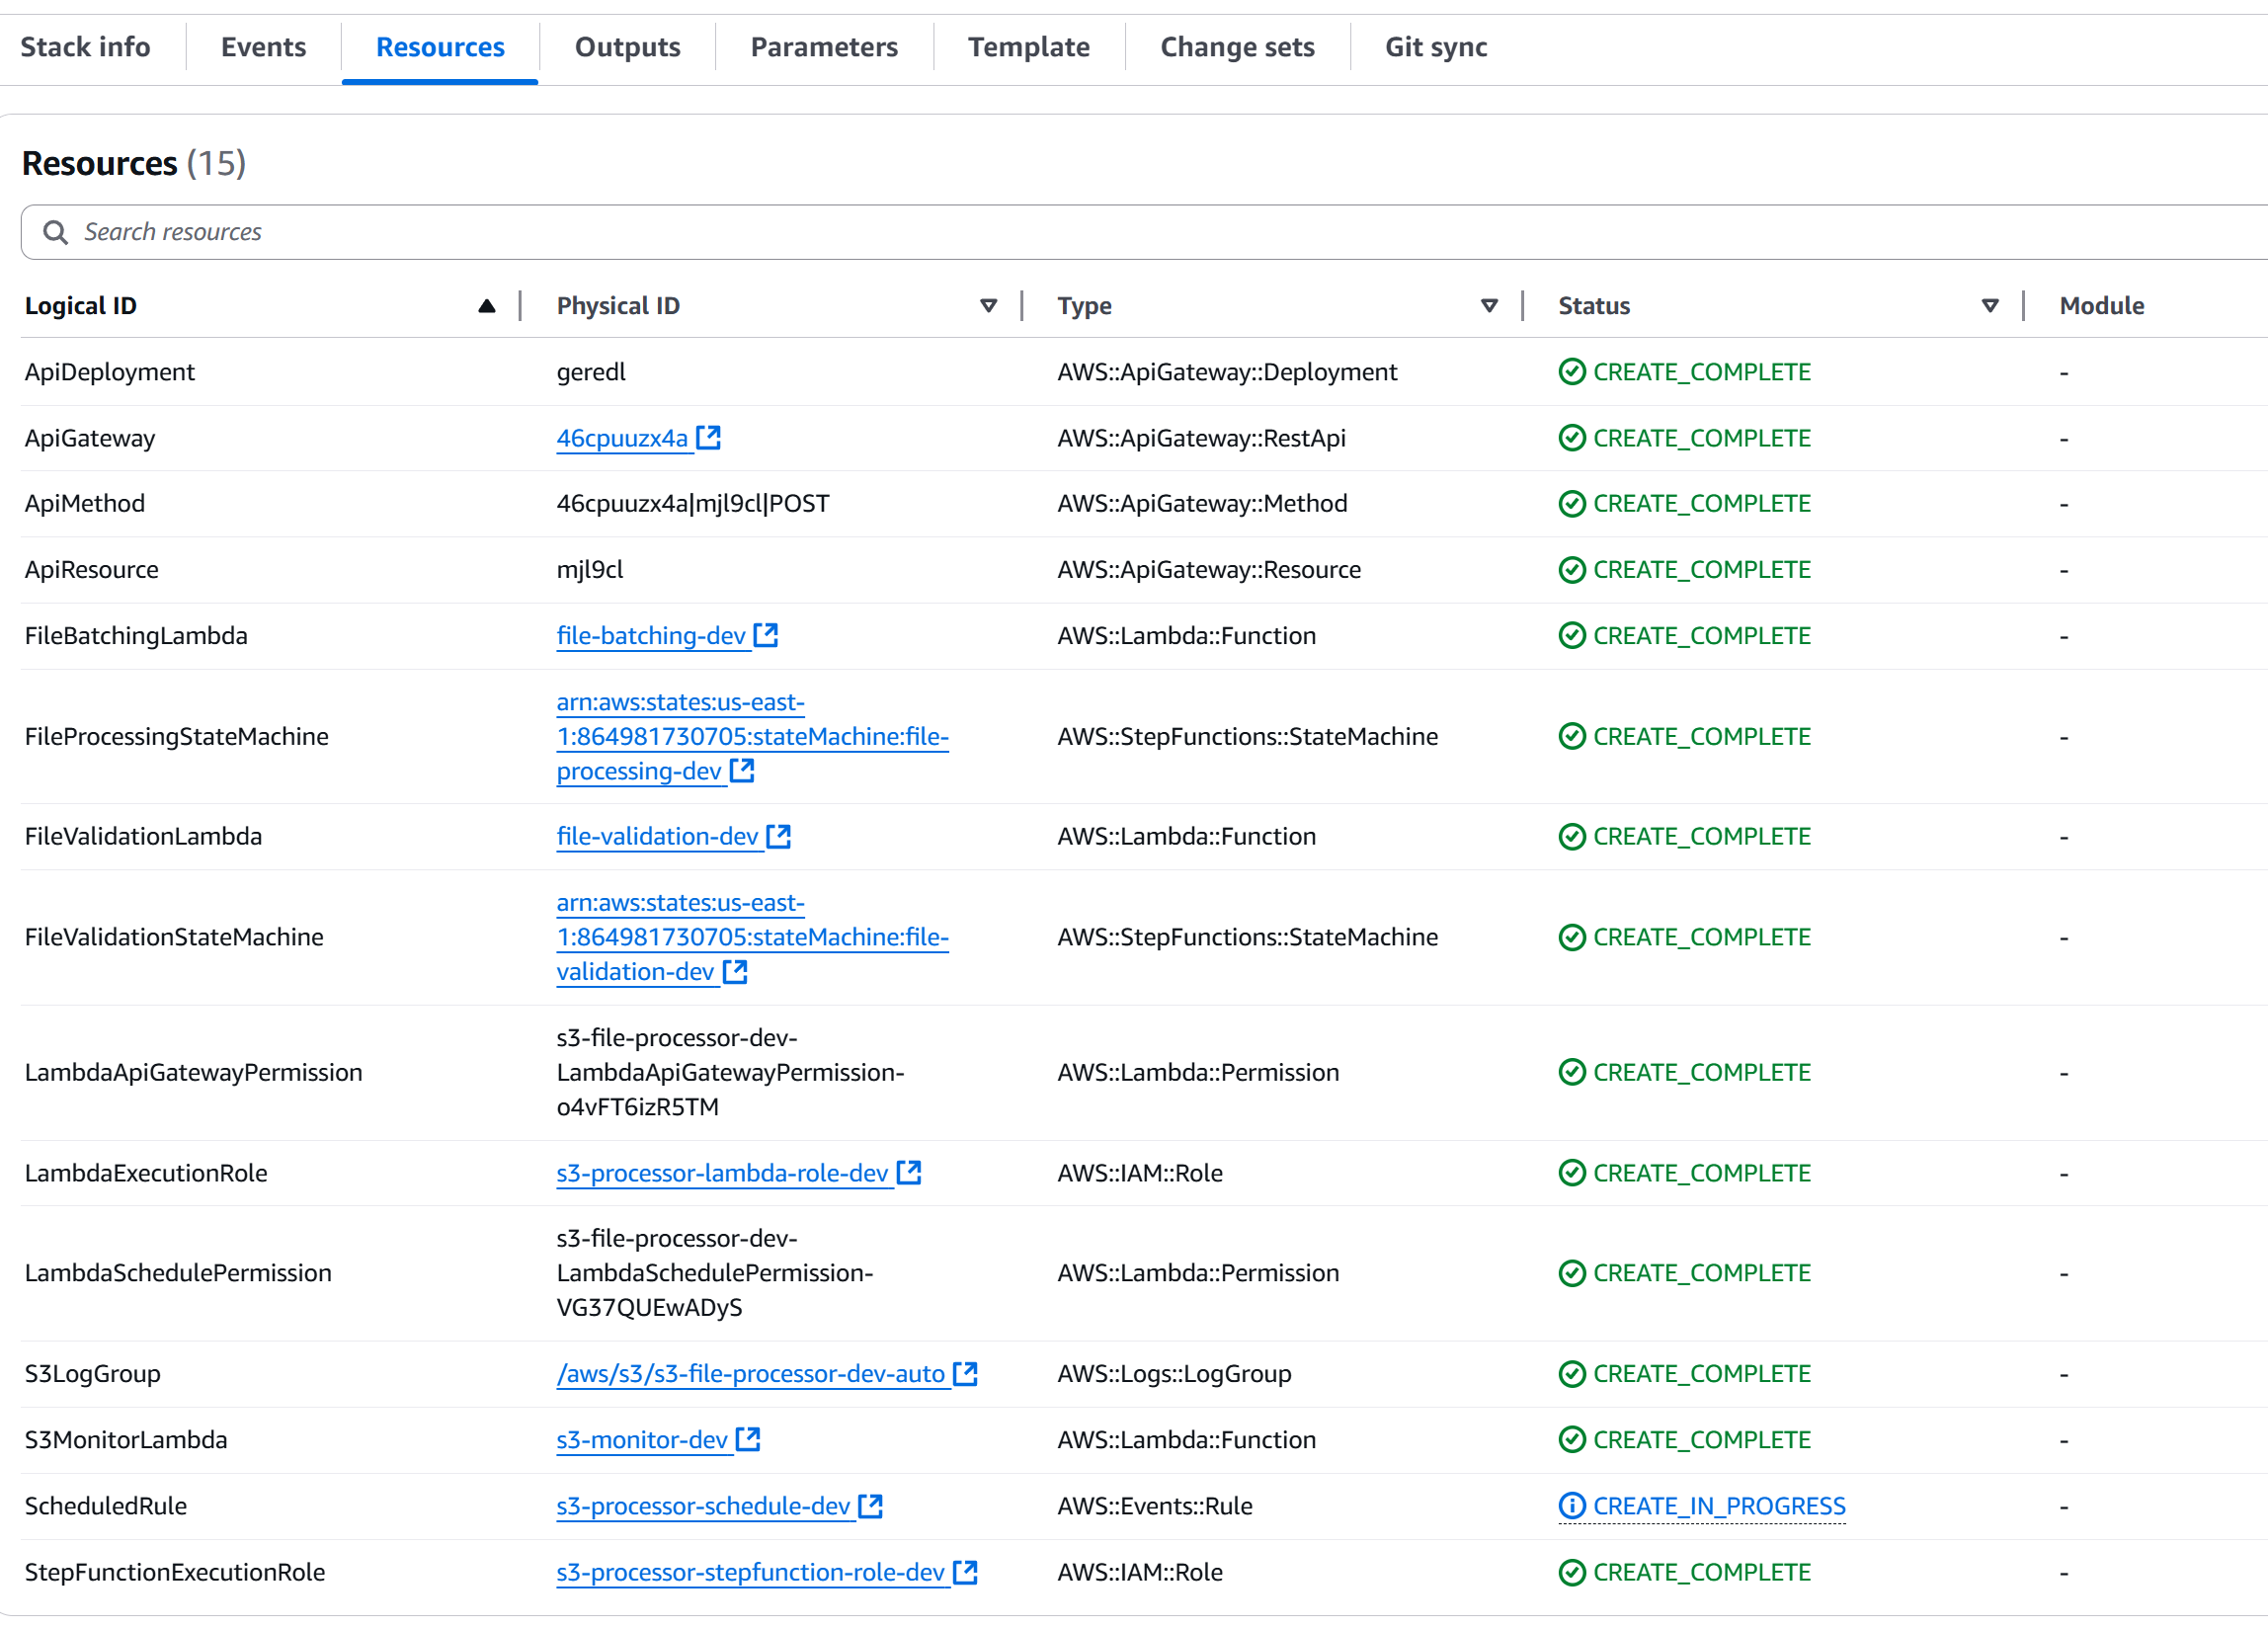 Stack info
Events
Resources
Outputs
Parameters
Template
Change sets
Git sync
Resources (15)
Search resources
Logical ID
Physical ID
Type
Status
Module
ApiDeployment
geredl
AWS::ApiGateway::Deployment
CREATE_COMPLETE
-
ApiGateway
46cpuuzx4a
AWS::ApiGateway::RestApi
CREATE_COMPLETE
-
ApiMethod
46cpuuzx4a|mjl9cl|POST
AWS::ApiGateway::Method
CREATE_COMPLETE
-
ApiResource
mjl9cl
AWS::ApiGateway::Resource
CREATE_COMPLETE
-
FileBatchingLambda
file-batching-dev
AWS::Lambda::Function
CREATE_COMPLETE
-
FileProcessingStateMachine
arn:aws:states:us-east-
1:864981730705:stateMachine:file-
processing-dev
AWS::StepFunctions::StateMachine
CREATE_COMPLETE
-
FileValidationLambda
file-validation-dev
AWS::Lambda::Function
CREATE_COMPLETE
-
FileValidationStateMachine
arn:aws:states:us-east-
1:864981730705:stateMachine:file-
validation-dev
AWS::StepFunctions::StateMachine
CREATE_COMPLETE
-
LambdaApiGatewayPermission
s3-file-processor-dev-
LambdaApiGatewayPermission-
o4vFT6izR5TM
AWS::Lambda::Permission
CREATE_COMPLETE
-
LambdaExecutionRole
s3-processor-lambda-role-dev
AWS::IAM::Role
CREATE_COMPLETE
-
LambdaSchedulePermission
s3-file-processor-dev-
LambdaSchedulePermission-
VG37QUEwADyS
AWS::Lambda::Permission
CREATE_COMPLETE
-
S3LogGroup
/aws/s3/s3-file-processor-dev-auto
AWS::Logs::LogGroup
CREATE_COMPLETE
-
S3MonitorLambda
s3-monitor-dev
AWS::Lambda::Function
CREATE_COMPLETE
-
ScheduledRule
s3-processor-schedule-dev
AWS::Events::Rule
CREATE_IN_PROGRESS
-
StepFunctionExecutionRole
s3-processor-stepfunction-role-dev
AWS::IAM::Role
CREATE_COMPLETE
-